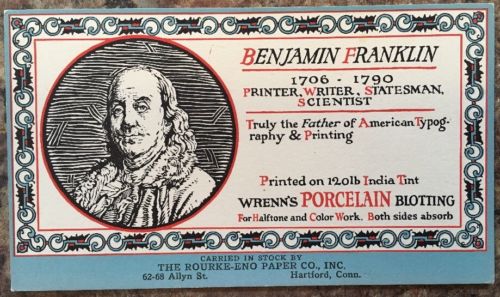 BENJAMIN FRANKLIN
1706 - 1790
PRINTER, WRITER, STATESMAN,
SCIENTIST
Truly the Father of American Typog-
raphy & Printing
Printed on 120lb India Tint
WRENN'S PORCELAIN BLOTTING
For Halftone and Color Work. Both sides absorb
CARRIED IN STOCK BY
THE ROURKE-ENO PAPER CO., INC.
62-68 Allyn St. Hartford, Conn.